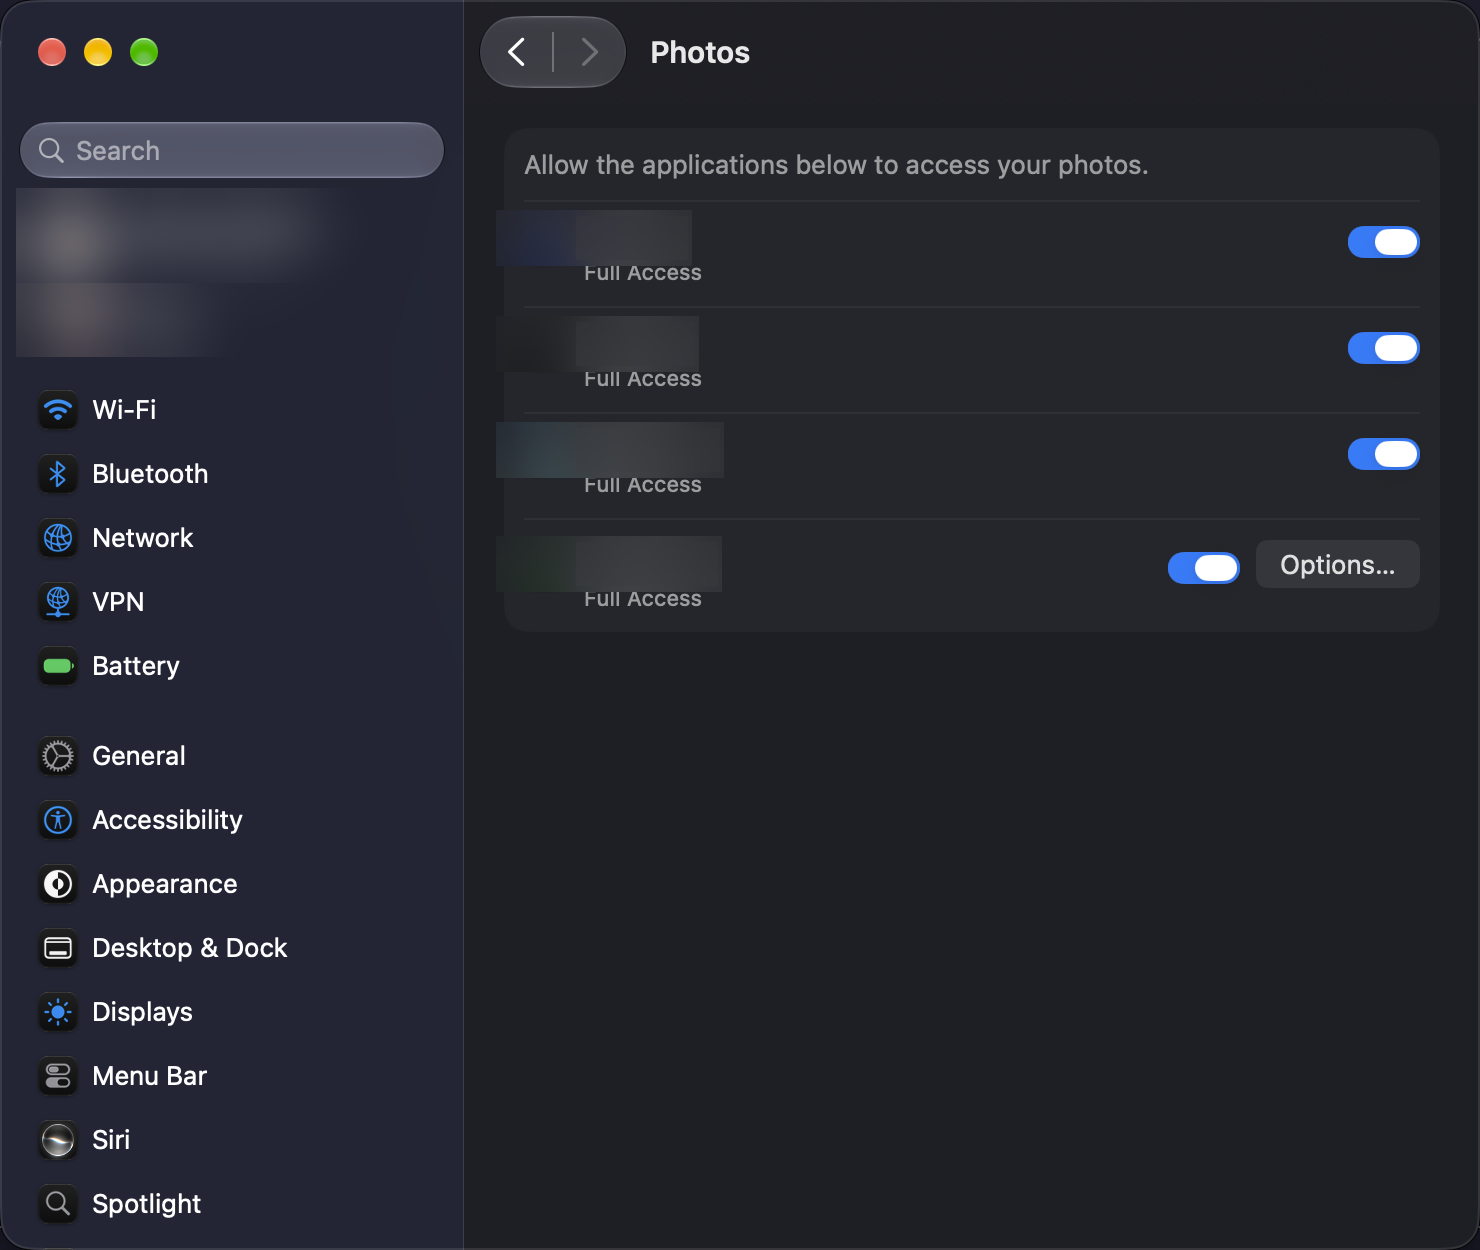 Photos
Search
Wi-Fi
Bluetooth
Network
VPN
Battery
General
Accessibility
Appearance
Desktop & Dock
Displays
Menu Bar
Siri
Spotlight
Allow the applications below to access your photos.
Full Access
Full Access
Full Access
Full Access
Options...